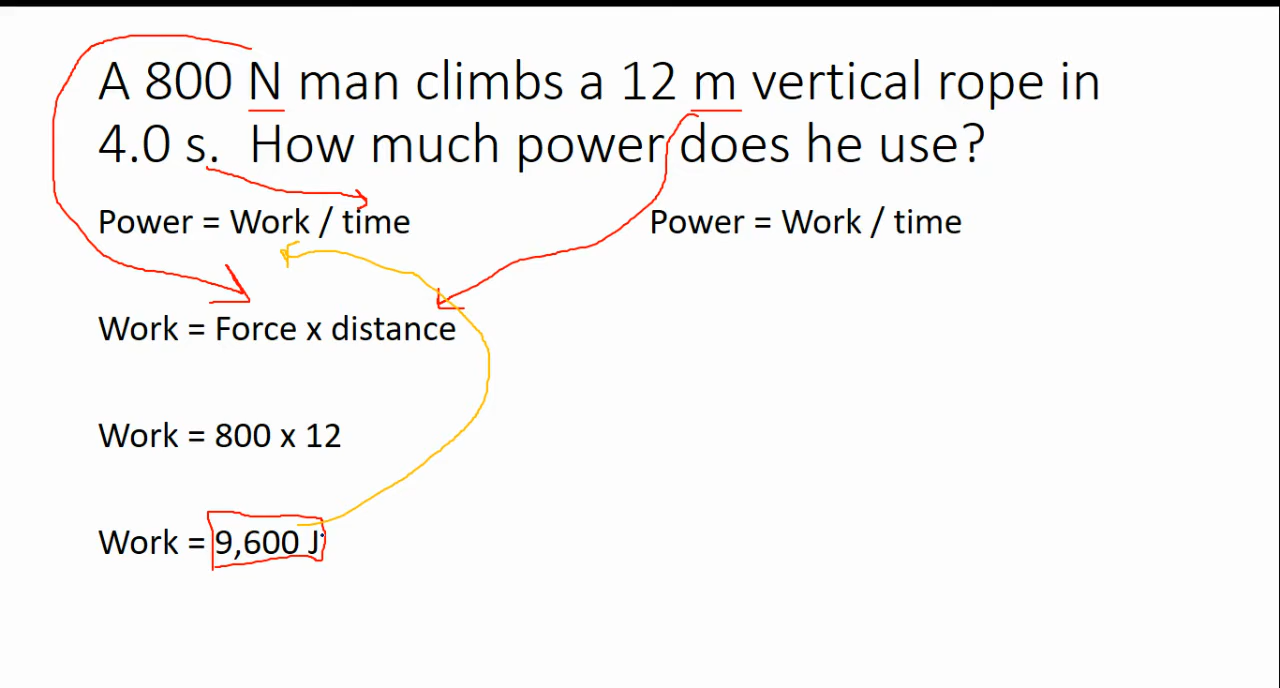 A 800 N man climbs a 12 m vertical rope in
4.0 s. How much power does he use?
Power = Work / time
Power = Work / time
Work = Force x distance
Work = 800 x 12
Work = 9,600 J